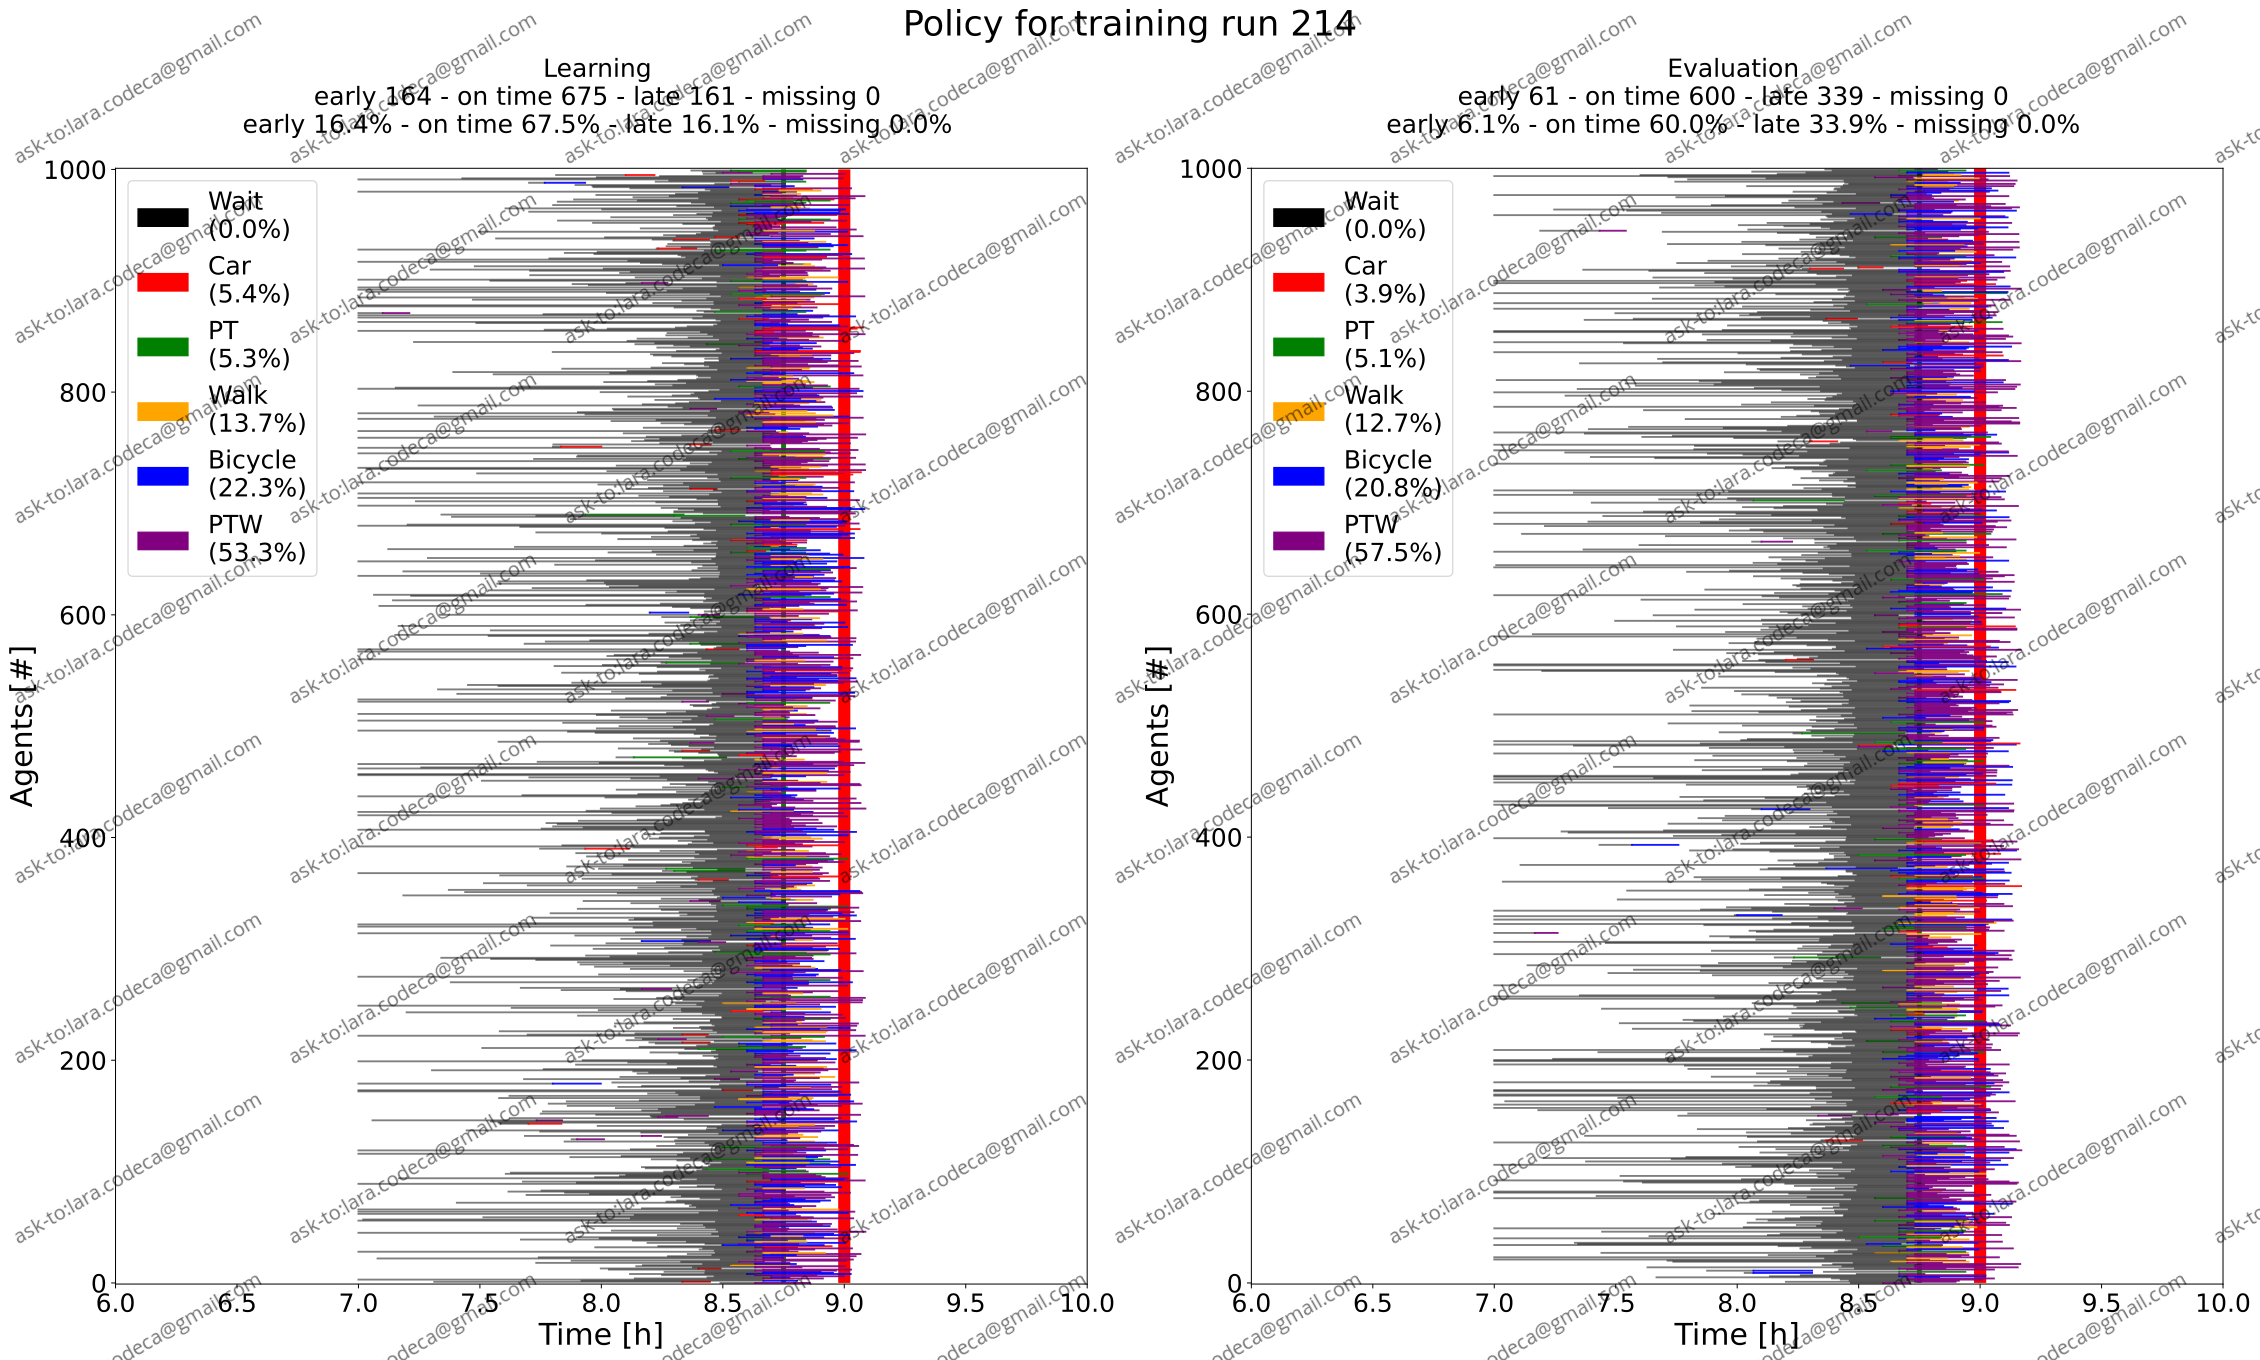 Policy for training run 214
Learning
early 164 - on time 675 - late 161 - missing 0
early 16.4% - on time 67.5% - late 16.1% - missing 0.0%
Evaluation
early 61 - on time 600 - late 339 - missing 0
early 6.1% - on time 60.0% - late 33.9% - missing 0.0%
Wait
(0.0%)
Car
(5.4%)
PT
(5.3%)
Walk
(13.7%)
Bicycle
(22.3%)
PTW
(53.3%)
Agents [#]
1000
800
600
400
200
0
6.0 6.5 7.0 7.5 8.0 8.5 9.0 9.5 10.0
Time [h]
Wait
(0.0%)
Car
(3.9%)
PT
(5.1%)
Walk
(12.7%)
Bicycle
(20.8%)
PTW
(57.5%)
Agents [#]
1000
800
600
400
200
0
6.0 6.5 7.0 7.5 8.0 8.5 9.0 9.5 10.0
Time [h]
ask-to:lara.codeca@gmail.com